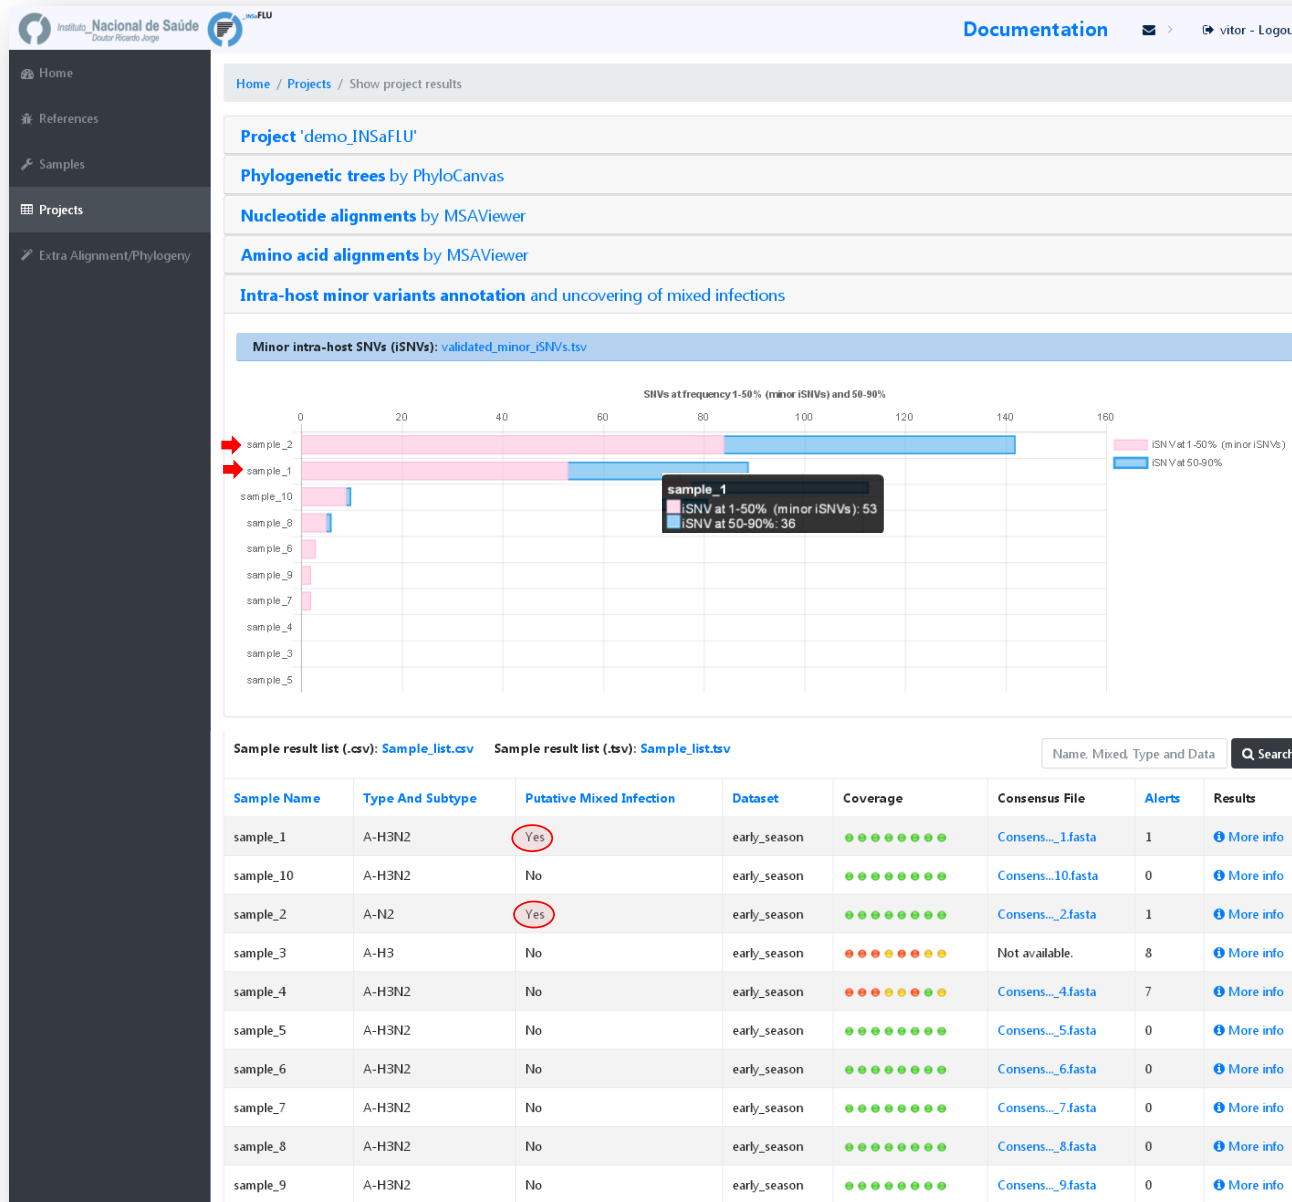 Instituto_Nacional de Saúde
Doutor Ricardo Jorge
_INSaFLU
Documentation
vitor - Logou
Home
References
Samples
Projects
Extra Alignment/Phylogeny
Home / Projects / Show project results
Project 'demo_INSaFLU'
Phylogenetic trees by PhyloCanvas
Nucleotide alignments by MSAViewer
Amino acid alignments by MSAViewer
Intra-host minor variants annotation and uncovering of mixed infections
Minor intra-host SNVs (iSNVs): validated_minor_iSNVs.tsv
SNVs at frequency 1-50% (minor iSNVs) and 50-90%
0 20 40 60 80 100 120 140 160
sample_2
sample_1
sample_10
sample_8
sample_6
sample_9
sample_7
sample_4
sample_3
sample_5
iSNV at 1-50% (minor iSNVs)
iSNV at 50-90%
sample_1
iSNV at 1-50% (minor iSNVs): 53
iSNV at 50-90%: 36
Sample result list (.csv): Sample_list.csv Sample result list (.tsv): Sample_list.tsv
Name, Mixed, Type and Data
Search
Sample Name Type And Subtype Putative Mixed Infection Dataset Coverage Consensus File Alerts Results
sample_1 A-H3N2 Yes early_season Consens..._1.fasta 1 More info
sample_10 A-H3N2 No early_season Consens...10.fasta 0 More info
sample_2 A-N2 Yes early_season Consens..._2.fasta 1 More info
sample_3 A-H3 No early_season Not available. 8 More info
sample_4 A-H3N2 No early_season Consens..._4.fasta 7 More info
sample_5 A-H3N2 No early_season Consens..._5.fasta 0 More info
sample_6 A-H3N2 No early_season Consens..._6.fasta 0 More info
sample_7 A-H3N2 No early_season Consens..._7.fasta 0 More info
sample_8 A-H3N2 No early_season Consens..._8.fasta 0 More info
sample_9 A-H3N2 No early_season Consens..._9.fasta 0 More info